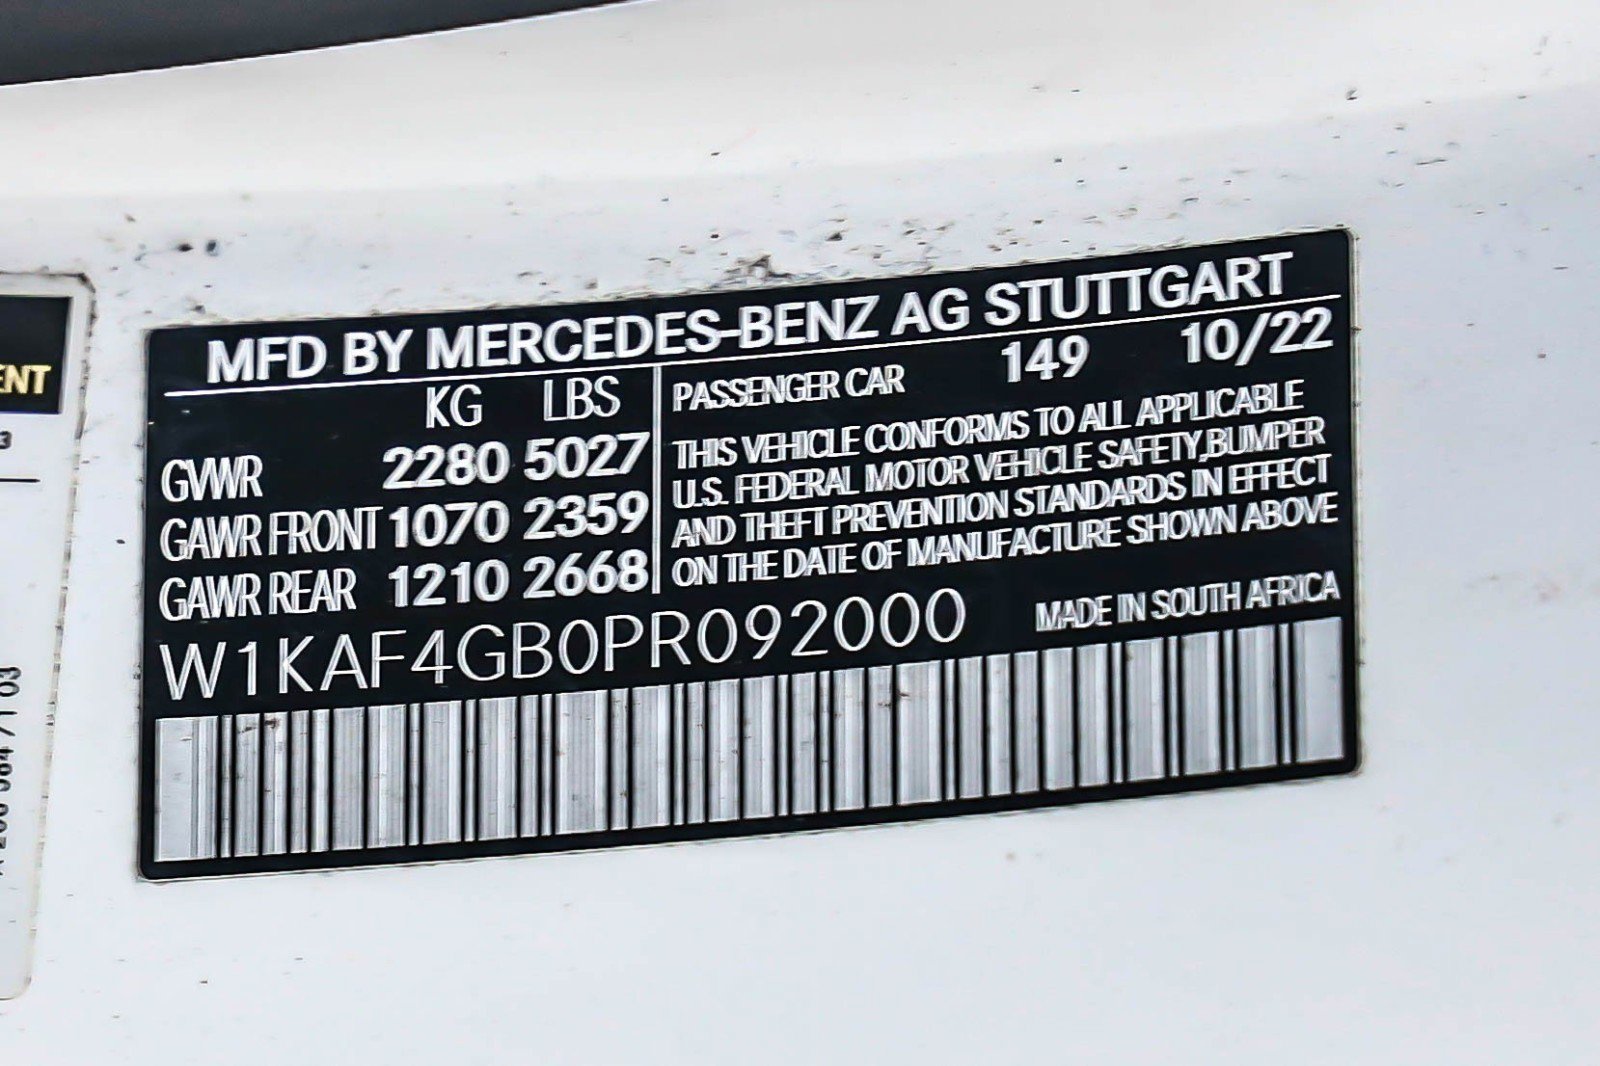 ENT
3
MFD BY MERCEDES-BENZ AG STUTTGART
KG LBS
GVWR 2280 5027
GAWR FRONT 1070 2359
GAWR REAR 1210 2668
PASSENGER CAR 149 10/22
THIS VEHICLE CONFORMS TO ALL APPLICABLE
U.S. FEDERAL MOTOR VEHICLE SAFETY,BUMPER
AND THEFT PREVENTION STANDARDS IN EFFECT
ON THE DATE OF MANUFACTURE SHOWN ABOVE
W1KAF4GB0PR092000
MADE IN SOUTH AFRICA